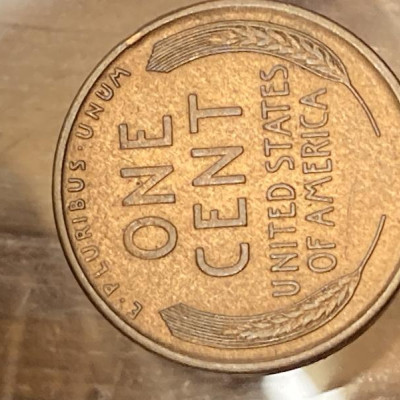 E·PLURIBUS·UNUM
ONE
CENT
UNITED STATES
OF AMERICA